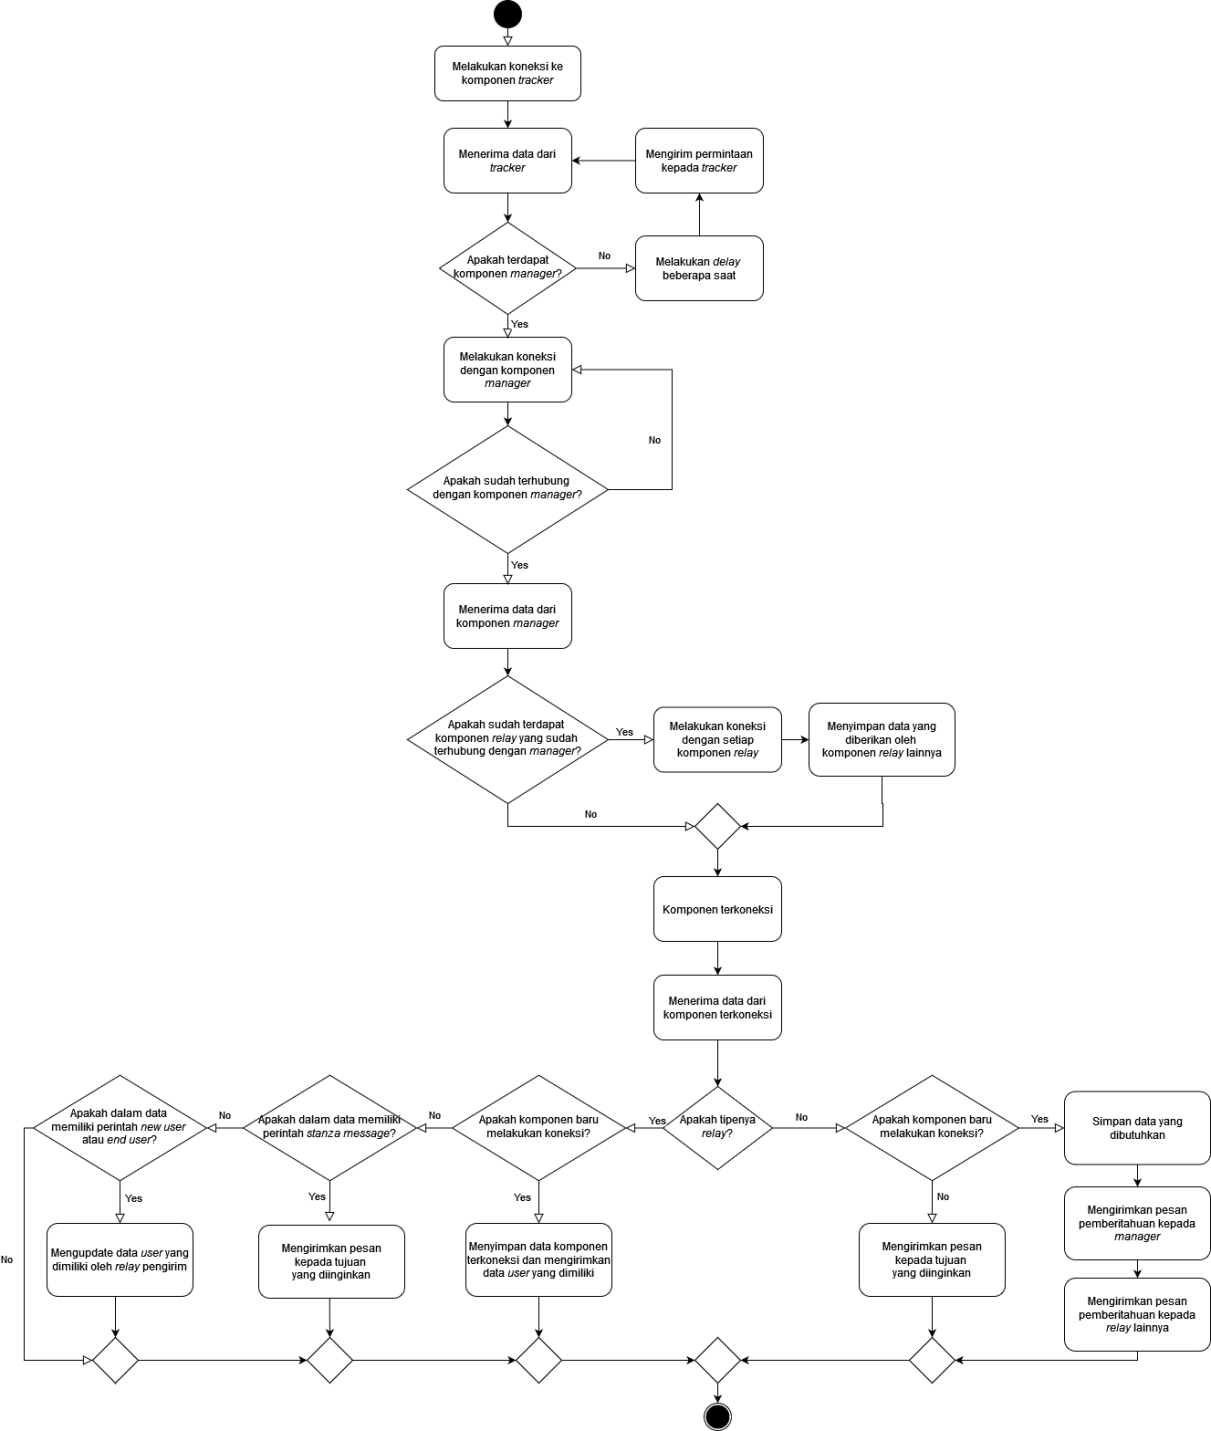 Melakukan koneksi ke
komponen tracker
Menerima data dari
tracker
Mengirim permintaan
kepada tracker
Apakah terdapat
komponen manager?
No
Melakukan delay
beberapa saat
Yes
Melakukan koneksi
dengan komponen
manager
No
Apakah sudah terhubung
dengan komponen manager?
Yes
Menerima data dari
komponen manager
Apakah sudah terdapat
komponen relay yang sudah
terhubung dengan manager?
Yes
Melakukan koneksi
dengan setiap
komponen relay
Menyimpan data yang
diberikan oleh
komponen relay lainnya
No
Komponen terkoneksi
Menerima data dari
komponen terkoneksi
Apakah dalam data
memiliki perintah new user
atau end user?
No
Apakah dalam data memiliki
perintah stanza message?
No
Apakah komponen baru
melakukan koneksi?
Yes
Apakah tipenya
relay?
No
Apakah komponen baru
melakukan koneksi?
Yes
Simpan data yang
dibutuhkan
Yes
Yes
Yes
No
Mengirimkan pesan
pemberitahuan kepada
manager
No
Mengupdate data user yang
dimiliki oleh relay pengirim
Mengirimkan pesan
kepada tujuan
yang diinginkan
Menyimpan data komponen
terkoneksi dan mengirimkan
data user yang dimiliki
Mengirimkan pesan
kepada tujuan
yang diinginkan
Mengirimkan pesan
pemberitahuan kepada
relay lainnya